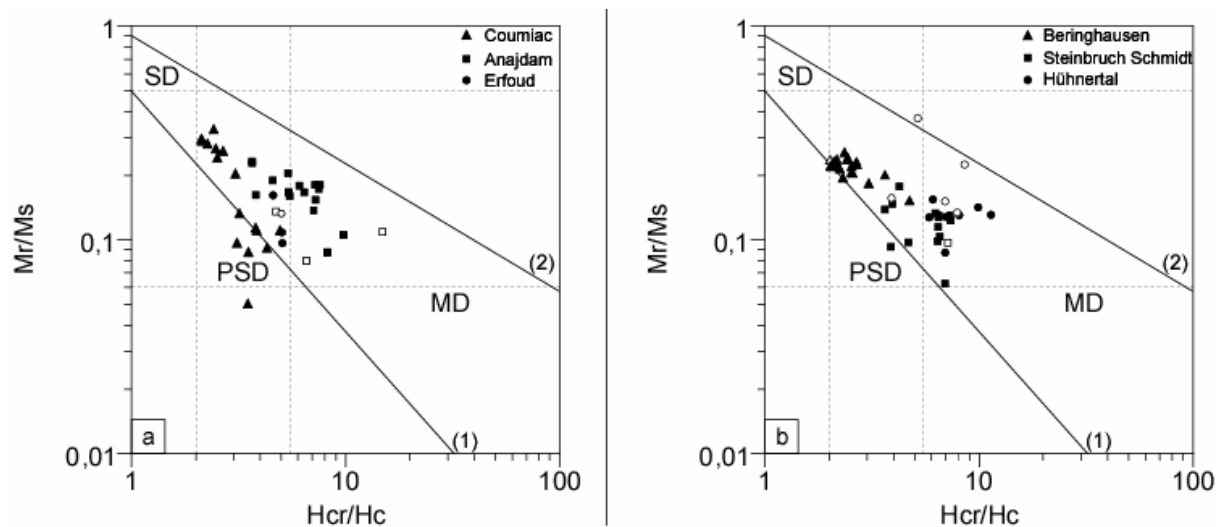 1
Coumiac
Anajdam
Erfoud
SD
Mr/Ms
0,1
PSD
MD
(2)
(1)
a
0,01
1
10
100
Hcr/Hc
1
Beringhausen
Steinbruch Schmidt
Hühnertal
SD
Mr/Ms
0,1
PSD
MD
(2)
(1)
b
0,01
1
10
100
Hcr/Hc